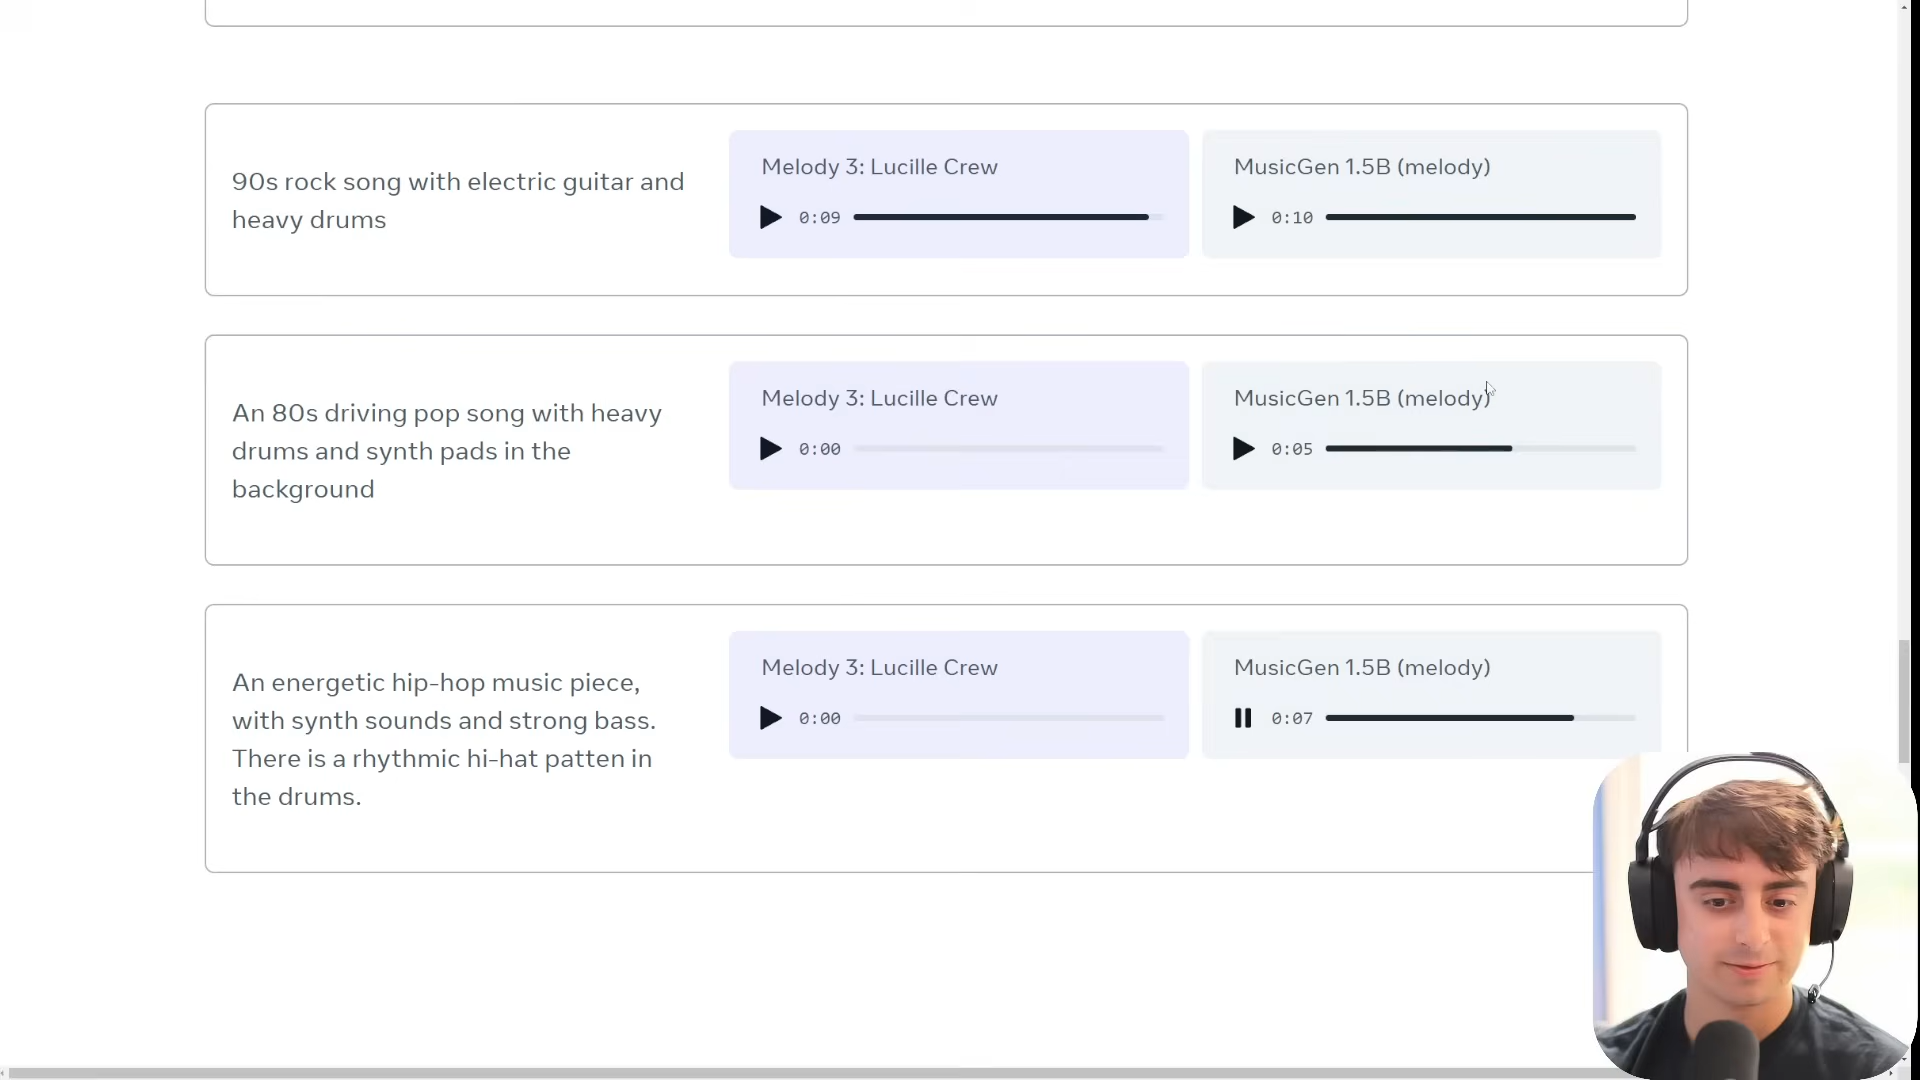 90s rock song with electric guitar and
heavy drums
Melody 3: Lucille Crew
0:09
MusicGen 1.5B (melody)
0:10
An 80s driving pop song with heavy
drums and synth pads in the
background
Melody 3: Lucille Crew
0:00
MusicGen 1.5B (melody)
0:05
An energetic hip-hop music piece,
with synth sounds and strong bass.
There is a rhythmic hi-hat patten in
the drums.
Melody 3: Lucille Crew
0:00
MusicGen 1.5B (melody)
0:07